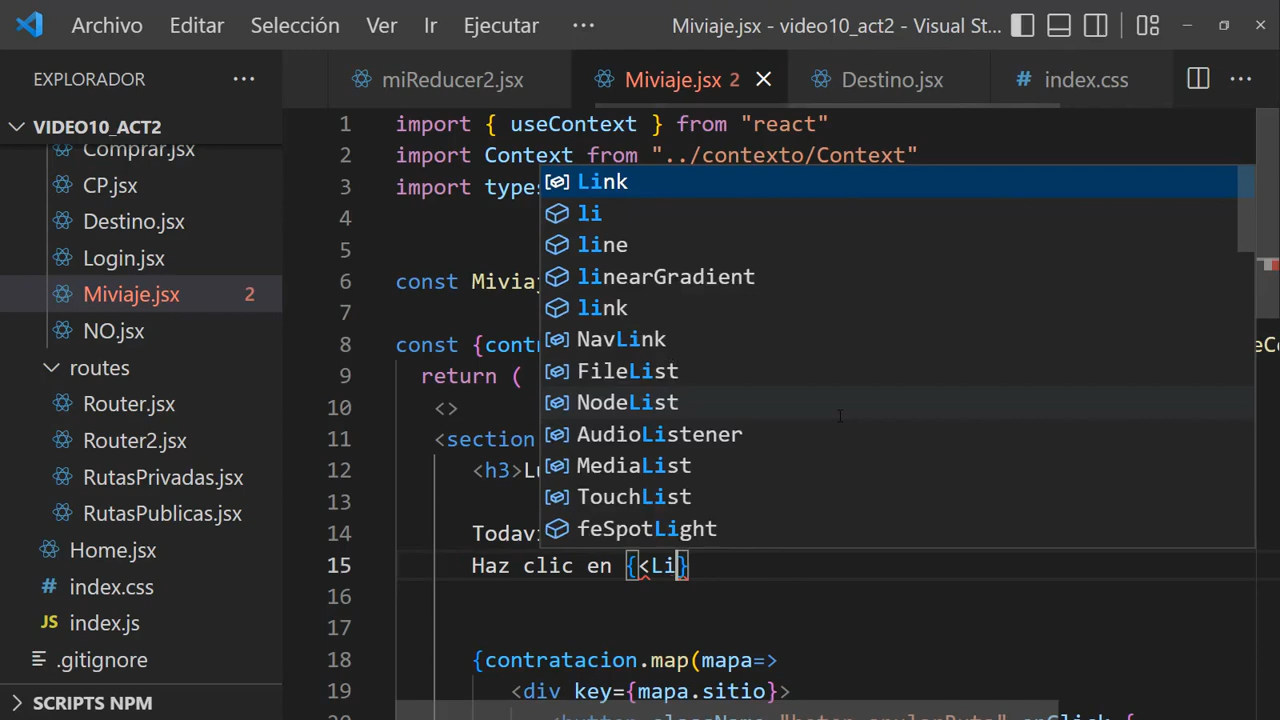 Archivo Editar Selección Ver Ir Ejecutar ··· Miviaje.jsx - video10_act2 - Visual St...
EXPLORADOR ···
VIDEO10_ACT2
Comprar.jsx
CP.jsx
Destino.jsx
Login.jsx
Miviaje.jsx 2
NO.jsx
routes
Router.jsx
Router2.jsx
RutasPrivadas.jsx
RutasPublicas.jsx
Home.jsx
index.css
JS index.js
.gitignore
SCRIPTS NPM
miReducer2.jsx Miviaje.jsx 2 Destino.jsx # index.css ···
1 import { useContext } from "react"
2 import Context from "../contexto/Context"
3 import types
4
5
6 const Miviaj
7
8 const {contr
9 return (
10 <>
11 <section
12 <h3>Lu
13
14 Todaví
15 Haz clic en {<Li}
16
17
18 {contratacion.map(mapa=>
19 <div key={mapa.sitio}>
Link
li
line
linearGradient
link
NavLink
FileList
NodeList
AudioListener
MediaList
TouchList
feSpotLight